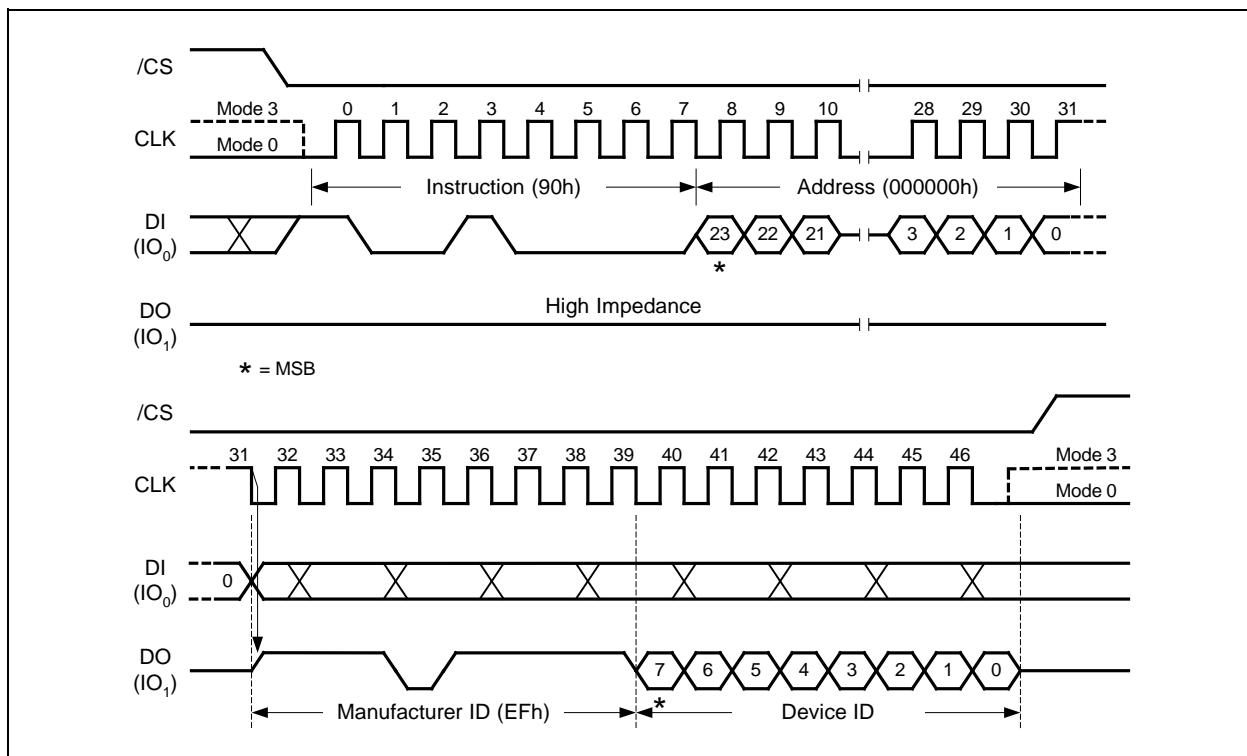 /CS
Mode 3 0 1 2 3 4 5 6 7 8 9 10 28 29 30 31
CLK
Mode 0
Instruction (90h) Address (000000h)
DI
(IO₀)
23 22 21 3 2 1 0
*
DO
(IO₁)
High Impedance
* = MSB
/CS
31 32 33 34 35 36 37 38 39 40 41 42 43 44 45 46 Mode 3
CLK
Mode 0
DI
(IO₀)
0
DO
(IO₁)
7 6 5 4 3 2 1 0
*
Manufacturer ID (EFh) Device ID